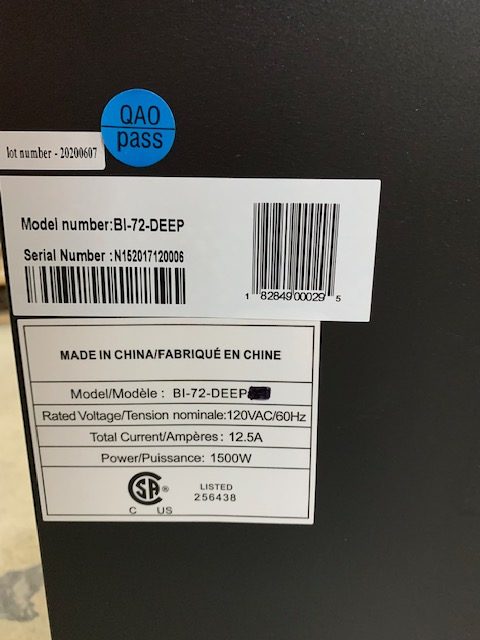 QAO
pass
lot number - 20200607
Model number:BI-72-DEEP
Serial Number : N152017120006
1 82849 00029 5
MADE IN CHINA/FABRIQUÉ EN CHINE
Model/Modèle : BI-72-DEEP
Rated Voltage/Tension nominale:120VAC/60Hz
Total Current/Ampères : 12.5A
Power/Puissance: 1500W
CSA ®
C US
LISTED
256438